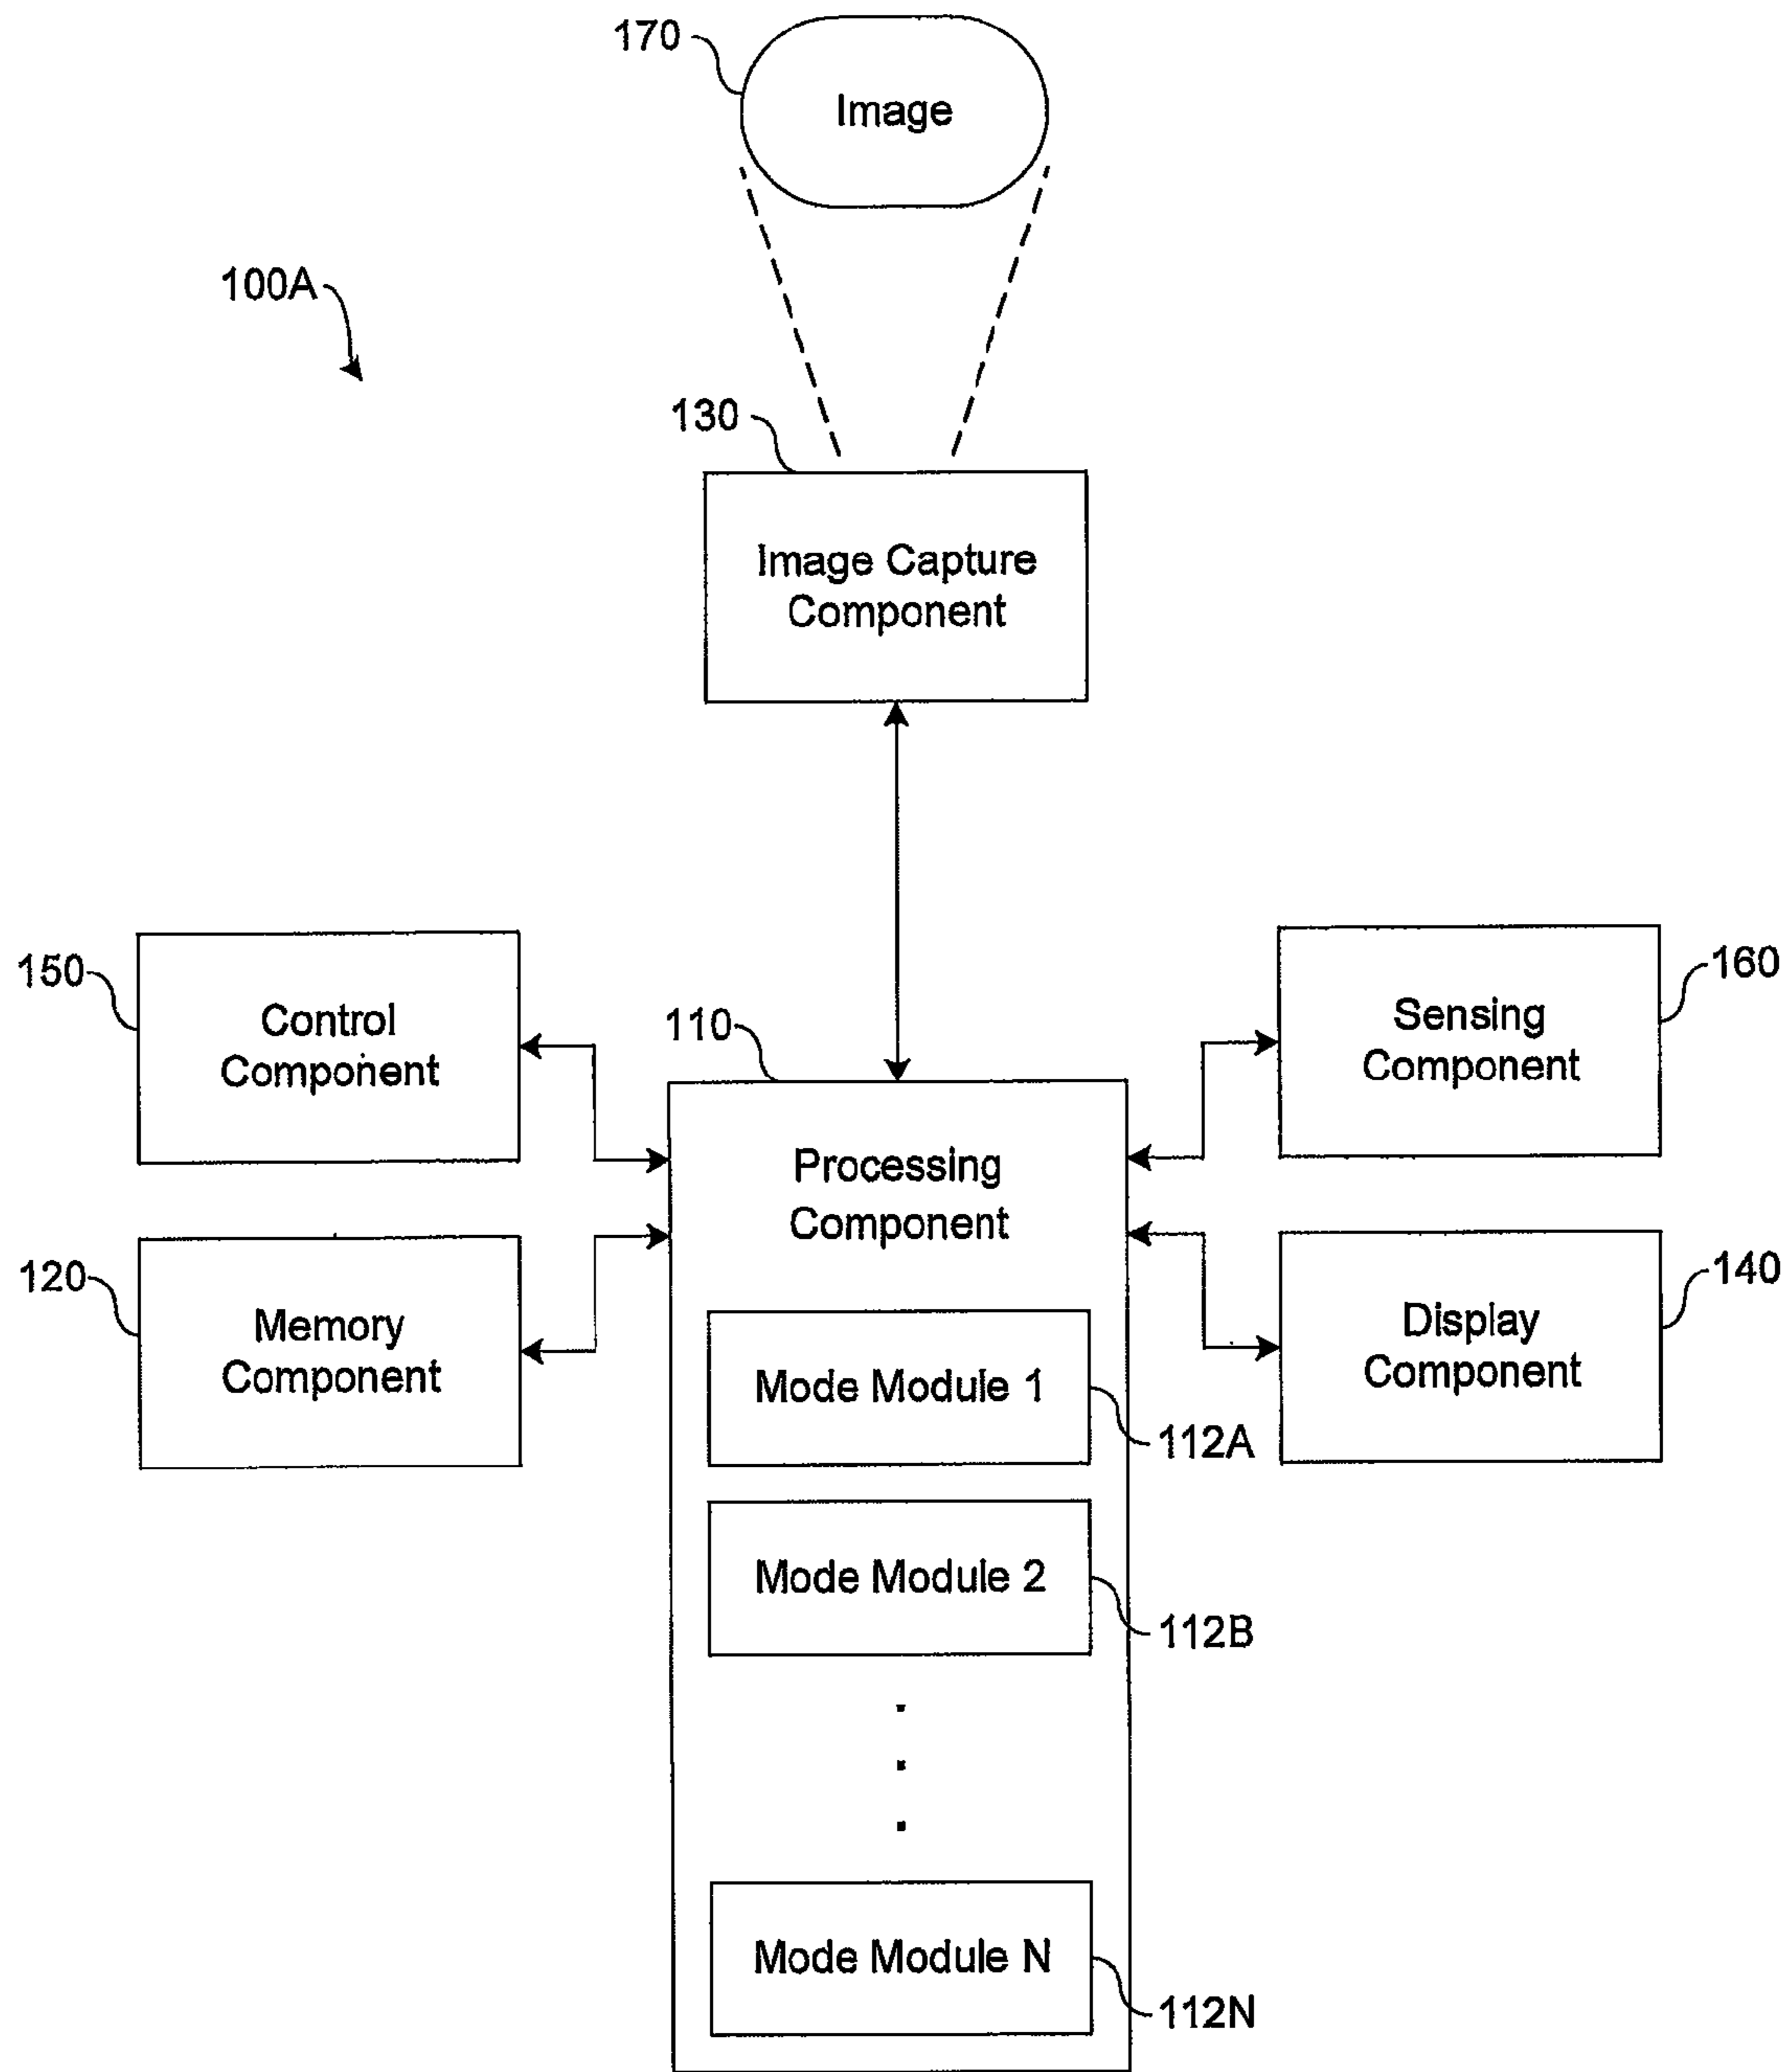 170
Image
100A
130
Image Capture
Component
150
Control
Component
110
160
Sensing
Component
Processing
Component
120
Memory
Component
140
Display
Component
Mode Module 1
112A
Mode Module 2
112B
Mode Module N
112N